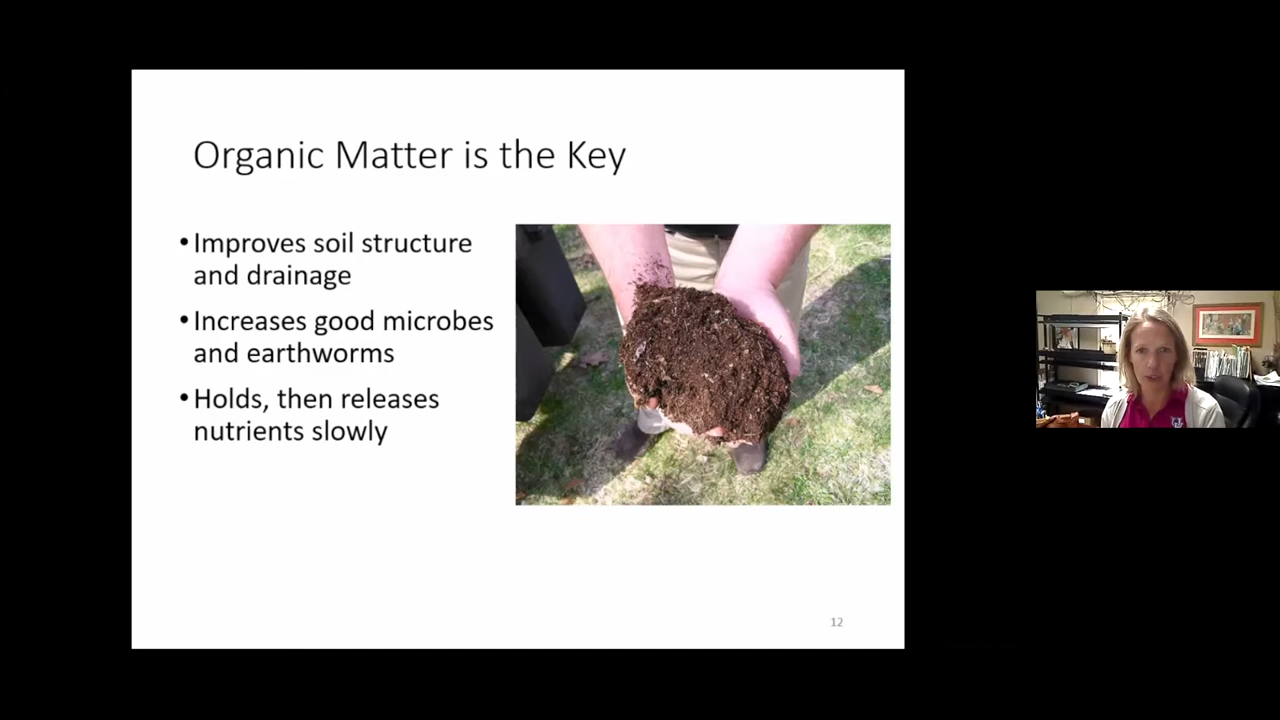 Organic Matter is the Key
•Improves soil structure
and drainage
•Increases good microbes
and earthworms
•Holds, then releases
nutrients slowly
12